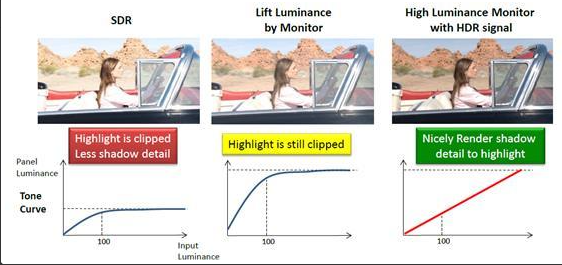 SDR
Lift Luminance
by Monitor
High Luminance Monitor
with HDR signal
Highlight is clipped
Less shadow detail
Highlight is still clipped
Nicely Render shadow
detail to highlight
Panel
Luminance
Tone
Curve
100
Input
Luminance
100
100